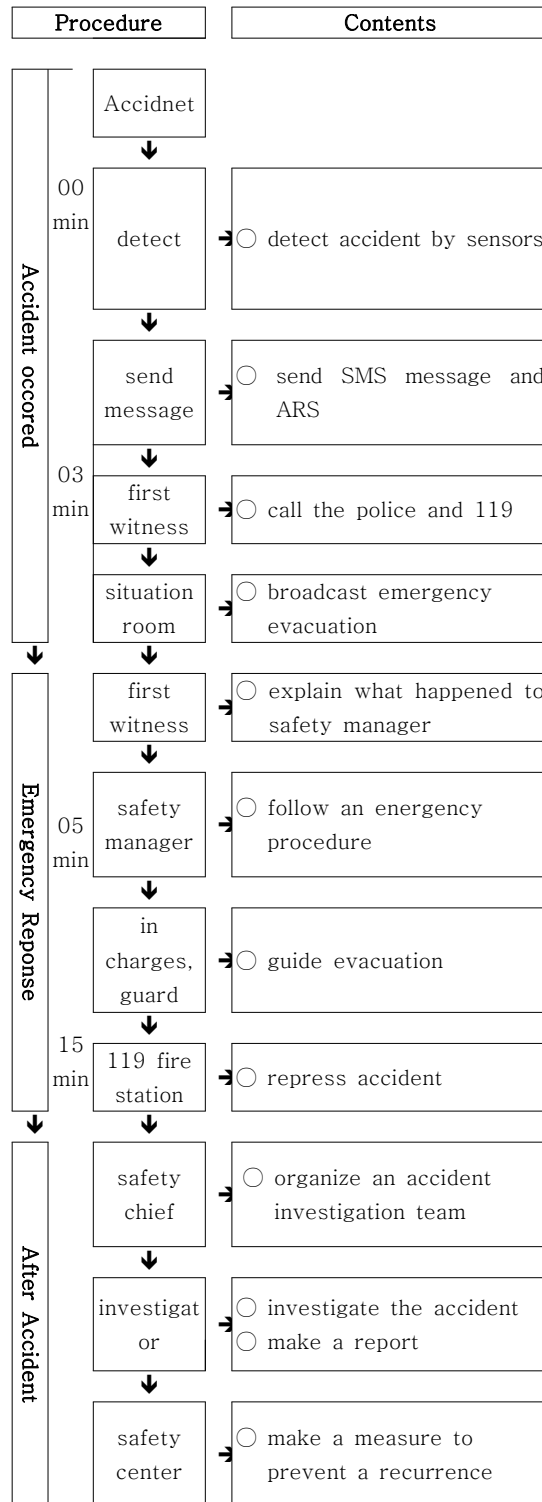 Procedure
Contents
Accident occored
00
min
Accidnet
detect
○ detect accident by sensors
send
message
○ send SMS message and
ARS
03
min
first
witness
○ call the police and 119
situation
room
○ broadcast emergency
evacuation
Emergency Reponse
first
witness
○ explain what happened to
safety manager
05
min
safety
manager
○ follow an energency
procedure
in
charges,
guard
○ guide evacuation
15
min
119 fire
station
○ repress accident
After Accident
safety
chief
○ organize an accident
investigation team
investigat
or
○ investigate the accident
○ make a report
safety
center
○ make a measure to
prevent a recurrence